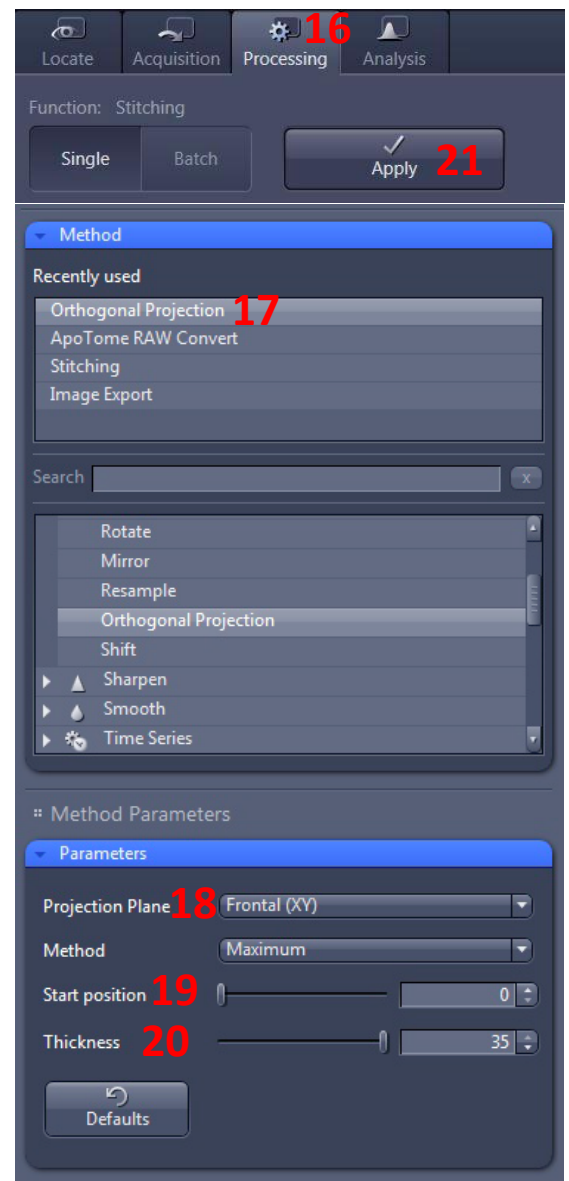 Locate Acquisition Processing 16 Analysis
Function: Stitching
Single Batch Apply 21
Method
Recently used
Orthogonal Projection 17
ApoTome RAW Convert
Stitching
Image Export
Search x
Rotate
Mirror
Resample
Orthogonal Projection
Shift
Sharpen
Smooth
Time Series
Method Parameters
Parameters
Projection Plane 18 Frontal (XY)
Method Maximum
Start position 19 0
Thickness 20 35
Defaults